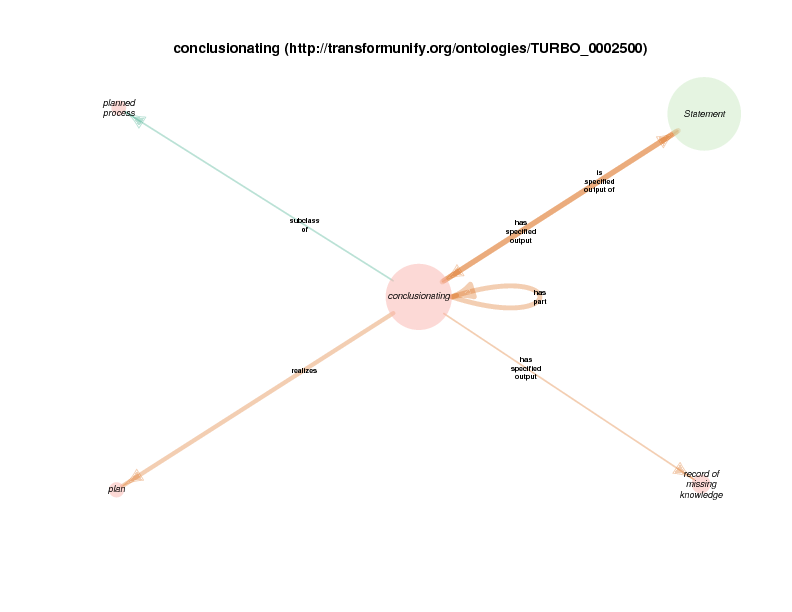 conclusionating (http://transformunify.org/ontologies/TURBO_0002500)
planned
process
Statement
is
specified
output of
subclass
of
has
specified
output
conclusionating
has
part
has
specified
output
realizes
plan
record of
missing
knowledge